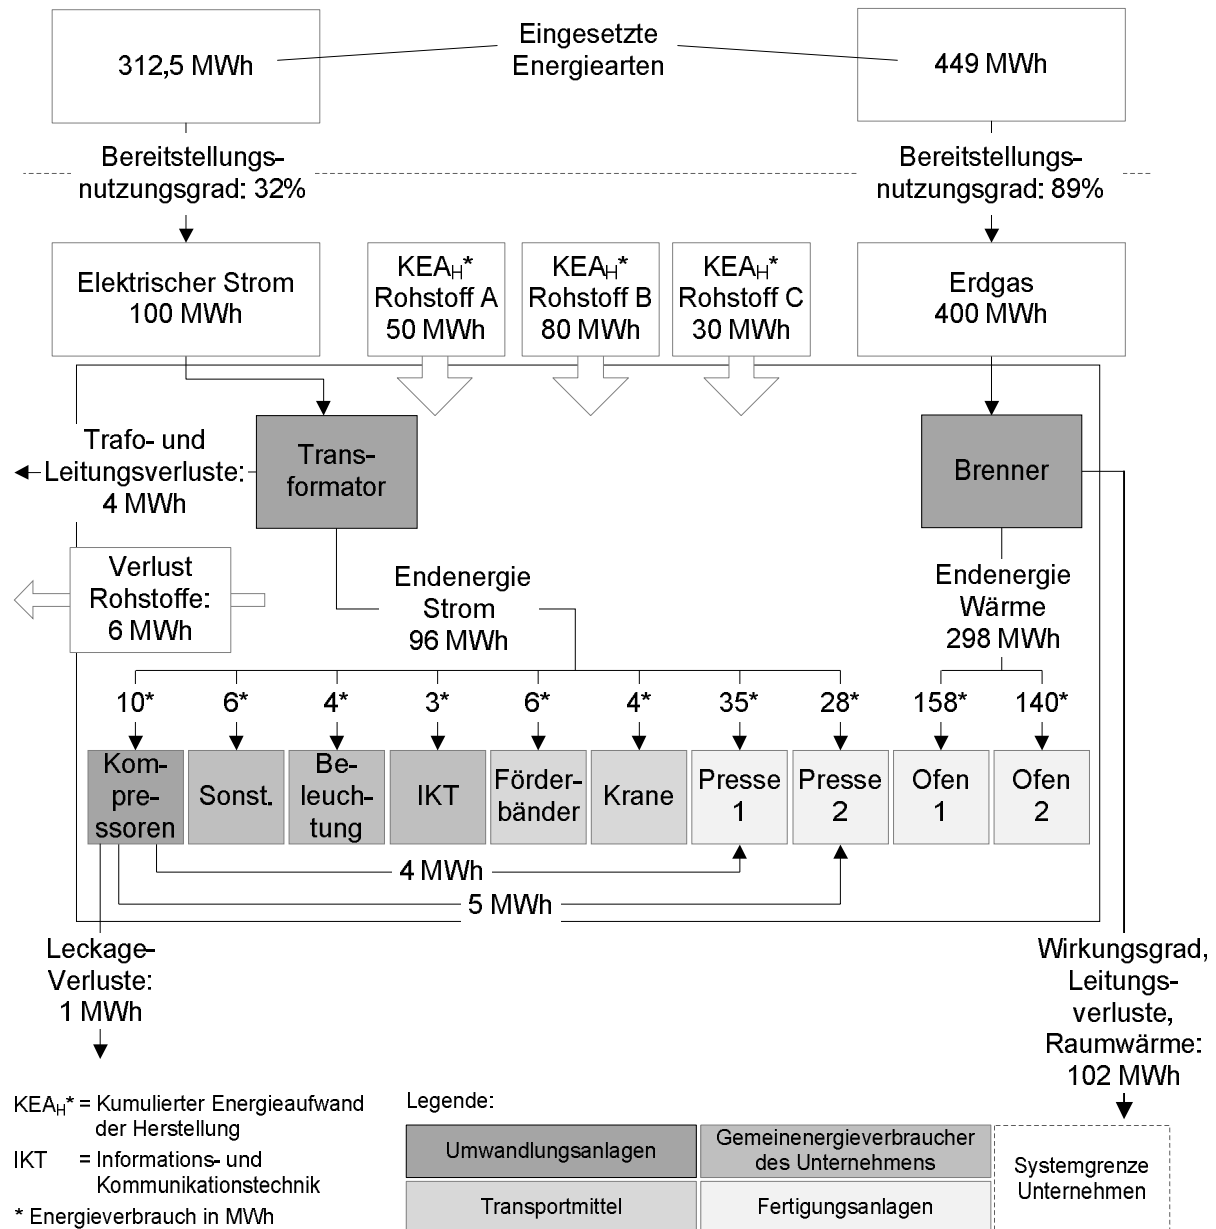 312,5 MWh
Eingesetzte
Energiearten
449 MWh
Bereitstellungs-
nutzungsgrad: 32%
Bereitstellungs-
nutzungsgrad: 89%
Elektrischer Strom
100 MWh
KEAH*
Rohstoff A
50 MWh
KEAH*
Rohstoff B
80 MWh
KEAH*
Rohstoff C
30 MWh
Erdgas
400 MWh
Trafo- und
Leitungsverluste:
4 MWh
Trans-
formator
Brenner
Verlust
Rohstoffe:
6 MWh
Endenergie
Strom
96 MWh
Endenergie
Wärme
298 MWh
10*
6*
4*
3*
6*
4*
35*
28*
158*
140*
Kom-
pre-
ssoren
Sonst.
Be-
leuch-
tung
IKT
Förder-
bänder
Krane
Presse
1
Presse
2
Ofen
1
Ofen
2
4 MWh
5 MWh
Leckage-
Verluste:
1 MWh
Wirkungsgrad,
Leitungs-
verluste,
Raumwärme:
102 MWh
KEAH* = Kumulierter Energieaufwand
der Herstellung
IKT = Informations- und
Kommunikationstechnik
* Energieverbrauch in MWh
Legende:
Umwandlungsanlagen
Gemeinenergieverbraucher
des Unternehmens
Transportmittel
Fertigungsanlagen
Systemgrenze
Unternehmen